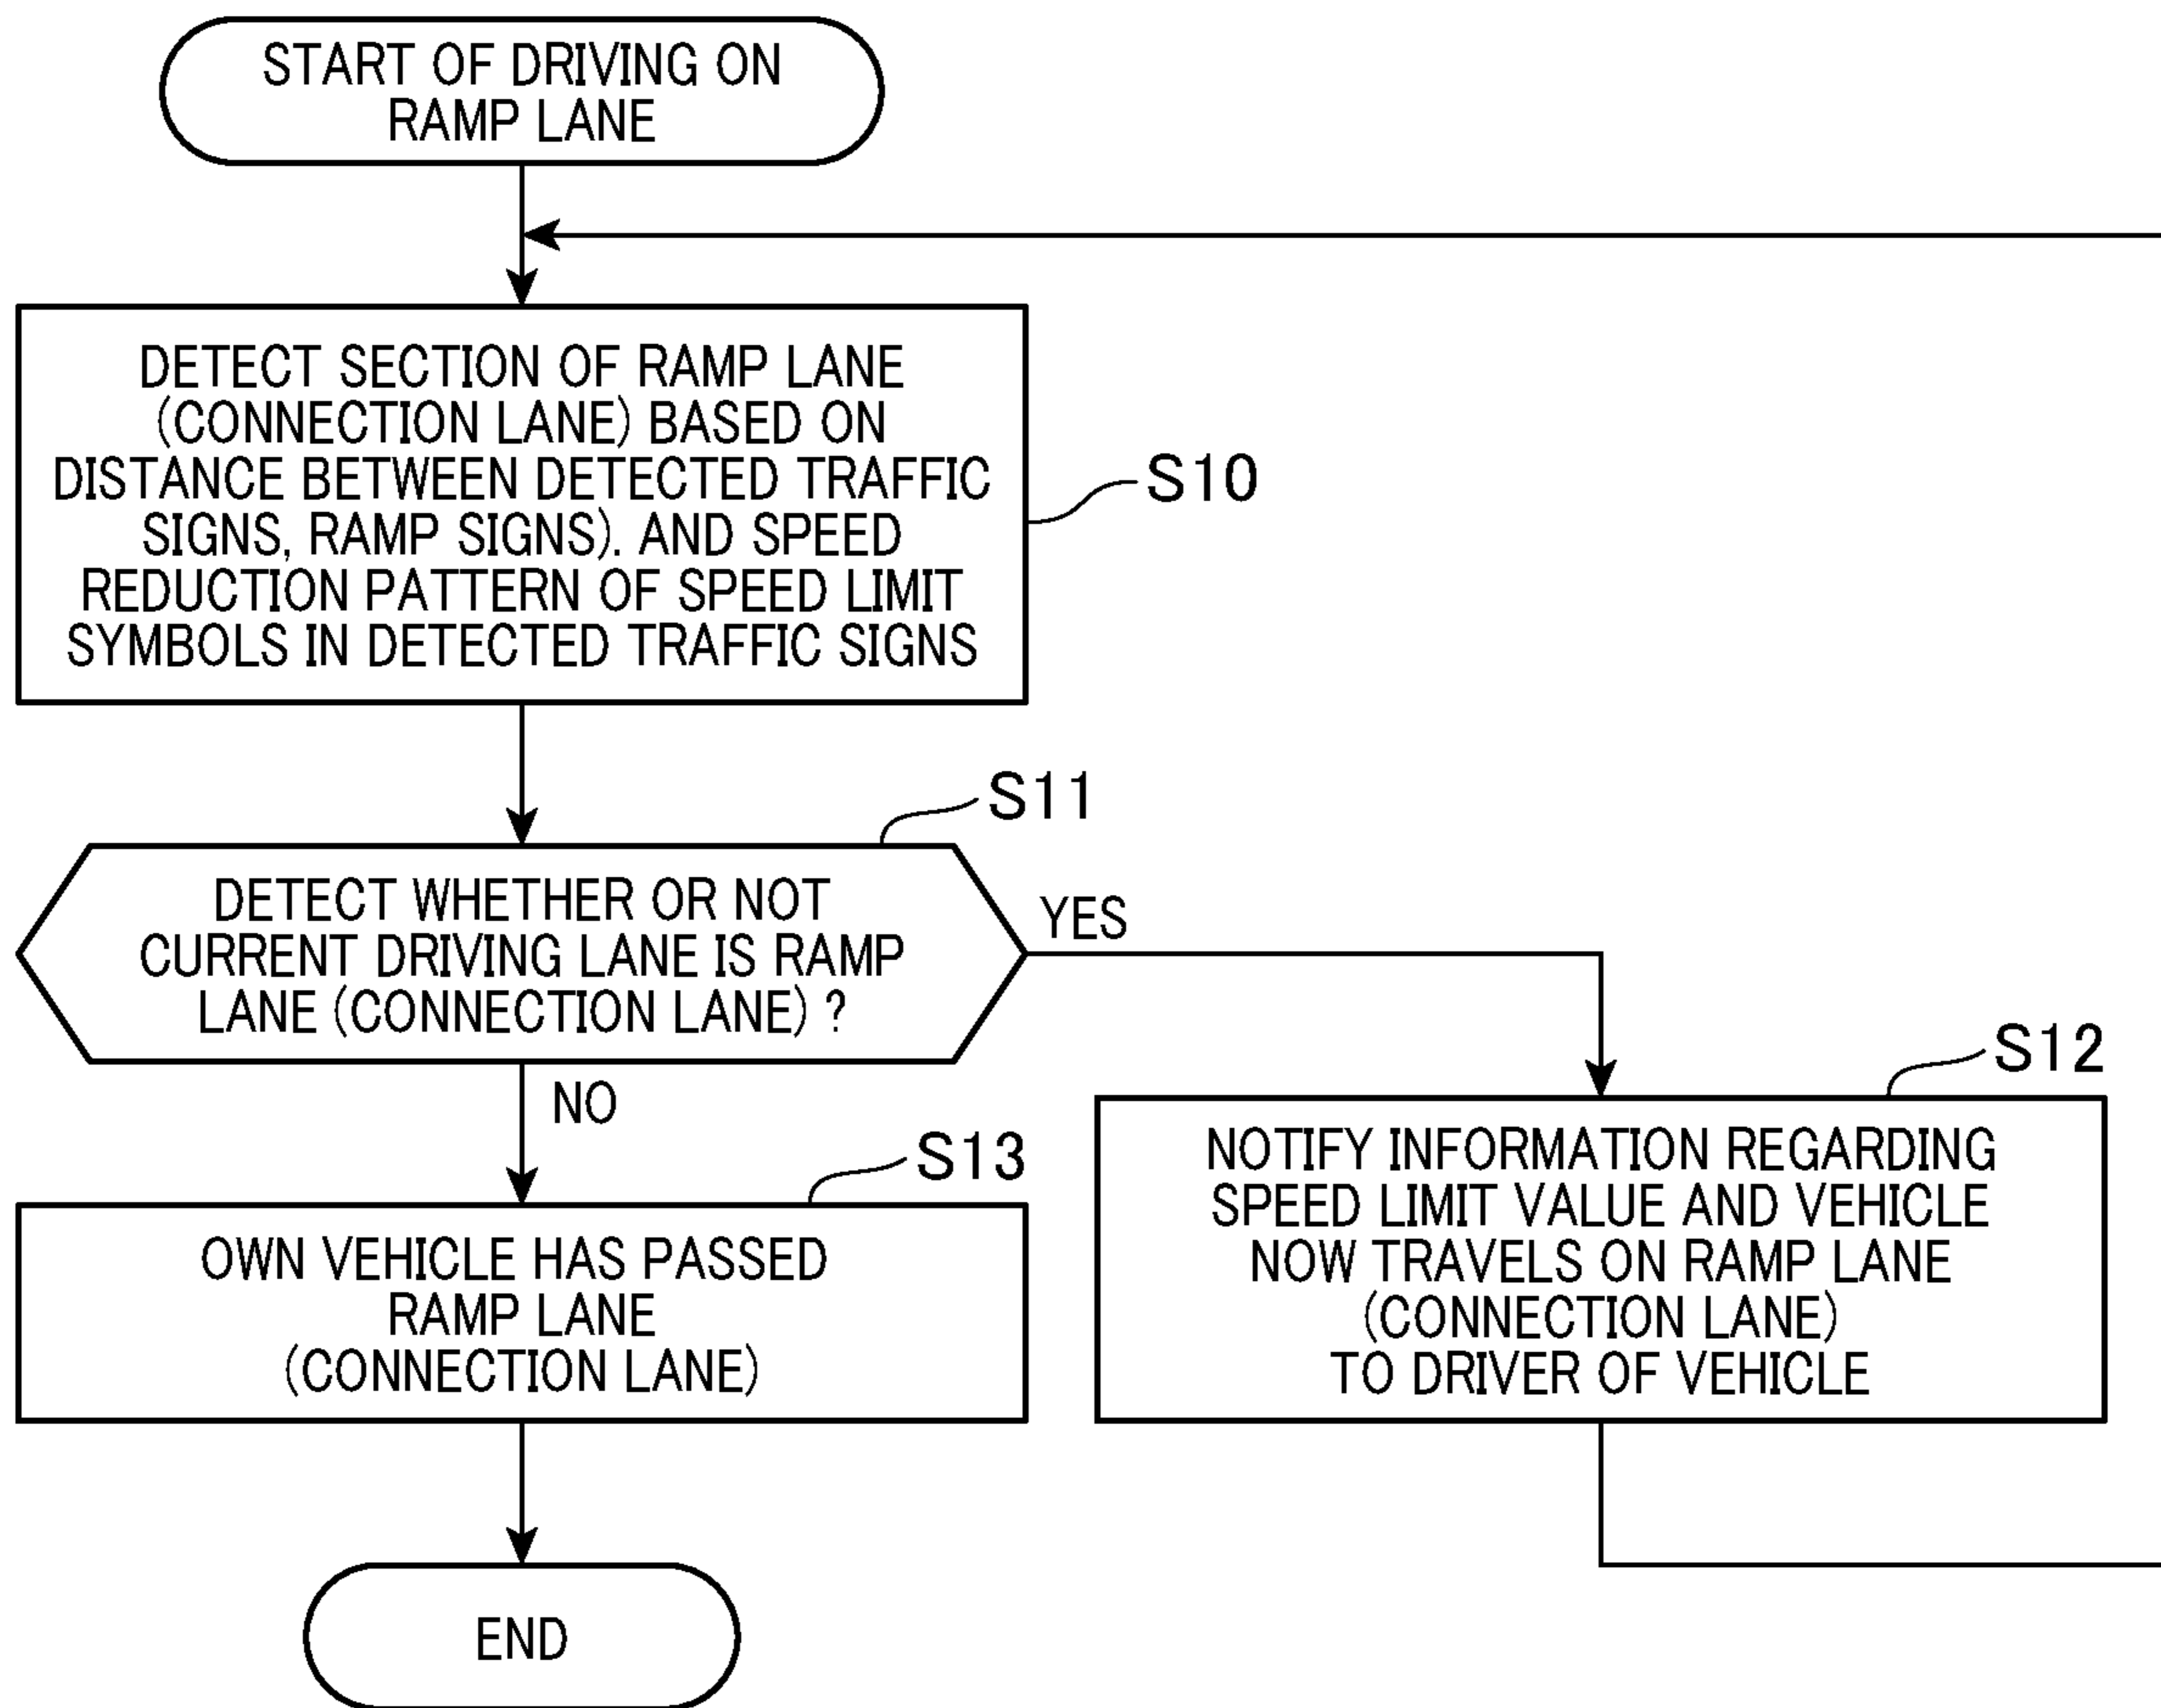 START OF DRIVING ON
RAMP LANE
DETECT SECTION OF RAMP LANE
(CONNECTION LANE) BASED ON
DISTANCE BETWEEN DETECTED TRAFFIC
SIGNS, RAMP SIGNS). AND SPEED
REDUCTION PATTERN OF SPEED LIMIT
SYMBOLS IN DETECTED TRAFFIC SIGNS
S10
S11
DETECT WHETHER OR NOT
CURRENT DRIVING LANE IS RAMP
LANE (CONNECTION LANE) ?
YES
NO
S12
NOTIFY INFORMATION REGARDING
SPEED LIMIT VALUE AND VEHICLE
NOW TRAVELS ON RAMP LANE
(CONNECTION LANE)
TO DRIVER OF VEHICLE
S13
OWN VEHICLE HAS PASSED
RAMP LANE
(CONNECTION LANE)
END